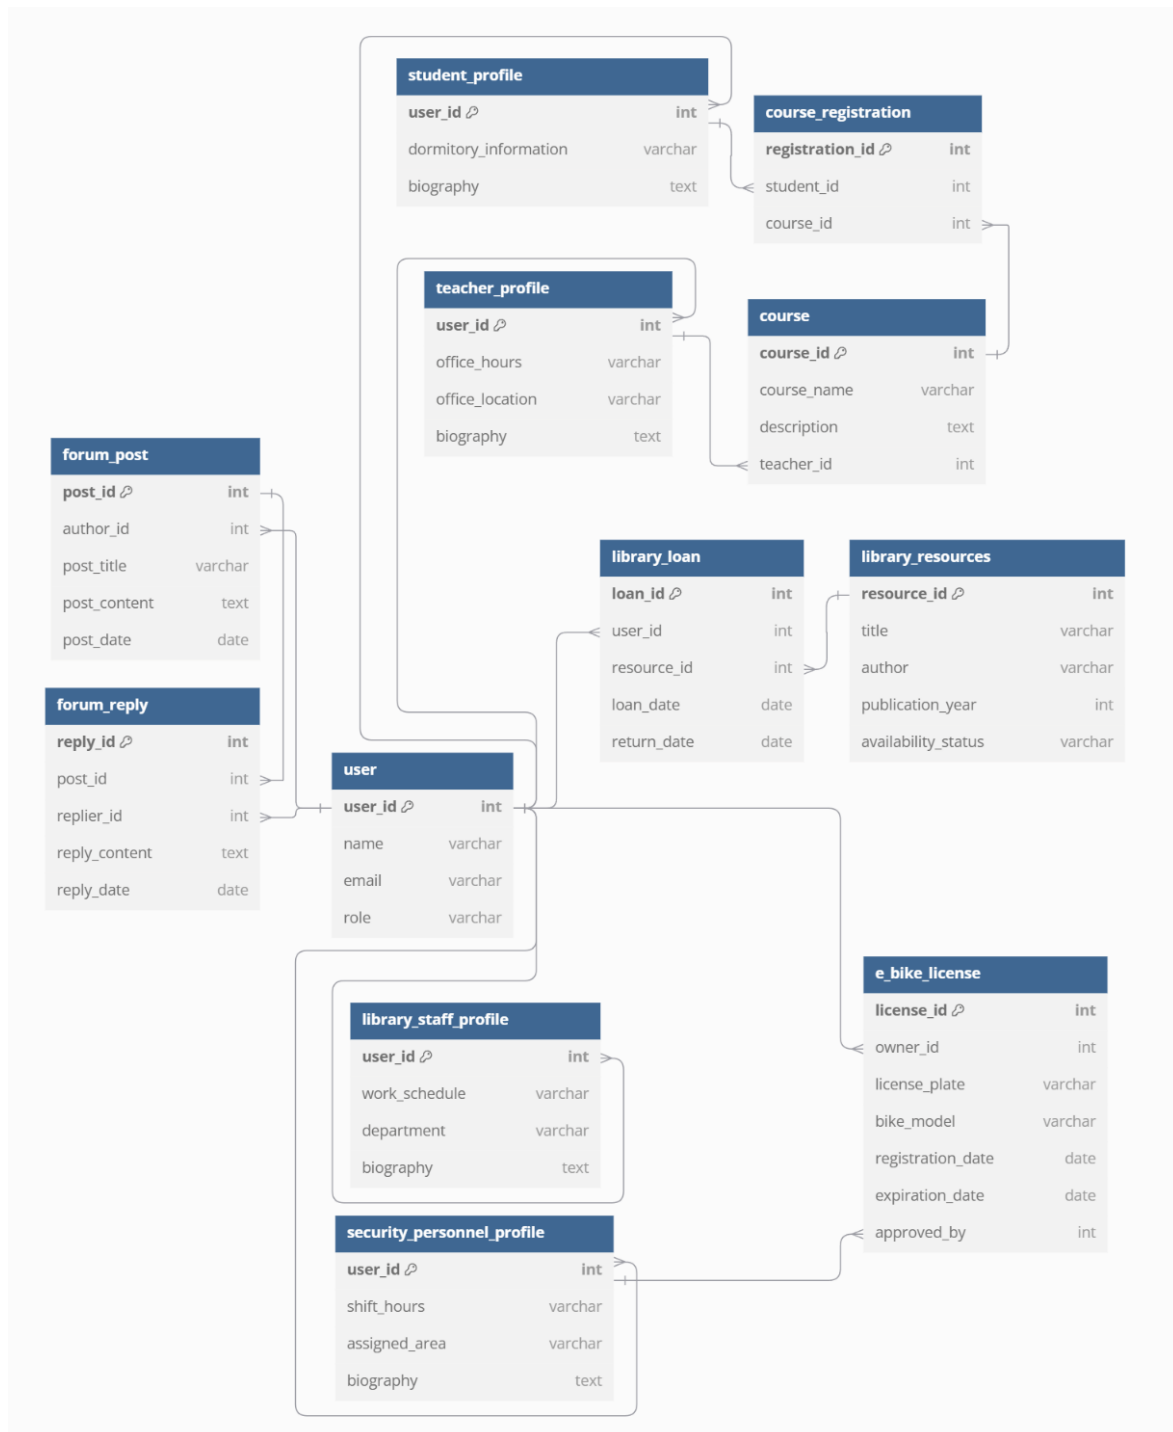 student_profile
user_id int
dormitory_information varchar
biography text
course_registration
registration_id int
student_id int
course_id int
teacher_profile
user_id int
office_hours varchar
office_location varchar
biography text
course
course_id int
course_name varchar
description text
teacher_id int
forum_post
post_id int
author_id int
post_title varchar
post_content text
post_date date
library_loan
loan_id int
user_id int
resource_id int
loan_date date
return_date date
library_resources
resource_id int
title varchar
author varchar
publication_year int
availability_status varchar
forum_reply
reply_id int
post_id int
replier_id int
reply_content text
reply_date date
user
user_id int
name varchar
email varchar
role varchar
e_bike_license
license_id int
owner_id int
license_plate varchar
bike_model varchar
registration_date date
expiration_date date
approved_by int
library_staff_profile
user_id int
work_schedule varchar
department varchar
biography text
security_personnel_profile
user_id int
shift_hours varchar
assigned_area varchar
biography text